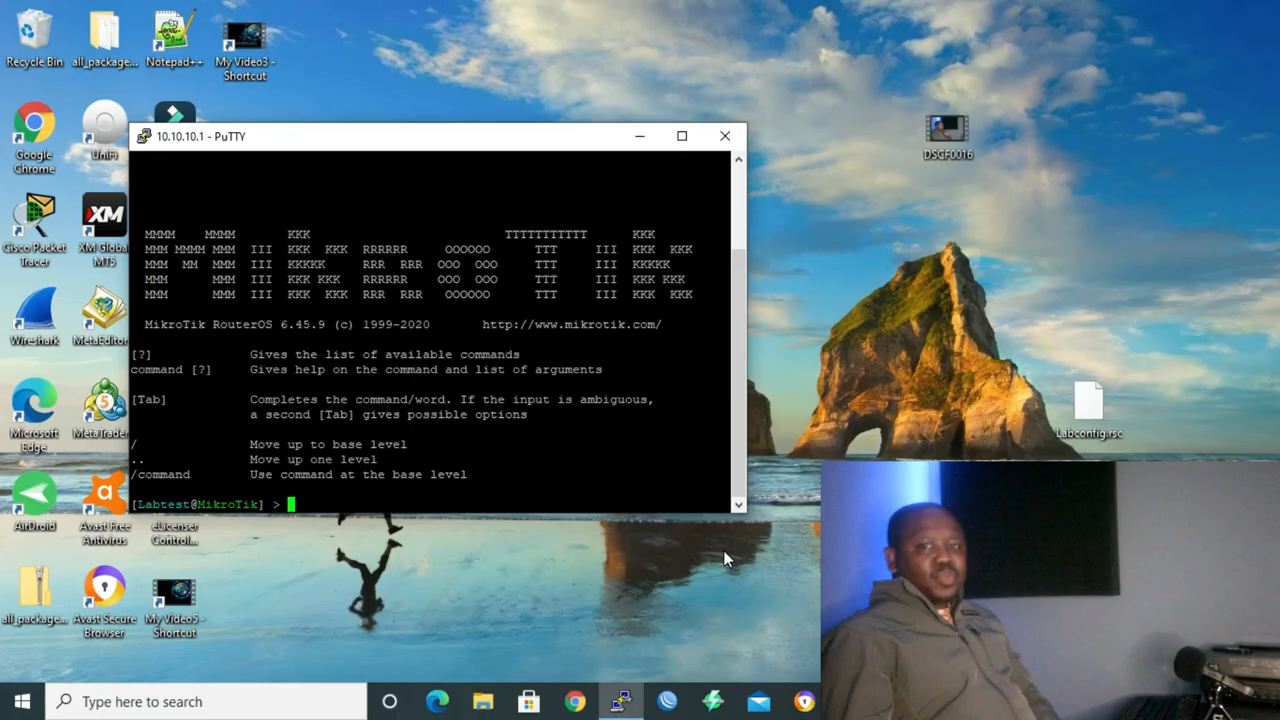 Recycle Bin
all_package...
Notepad++
My Video3 -
Shortcut
Google
Chrome
UniFi
Cisco Packet
Tracer
XM
XM Global
MT5
Wireshark
MetaEditor
Microsoft
Edge
5
MetaTrader
AirDroid
Avast Free
Antivirus
eLicenser
Control...
all_package...
Avast Secure
Browser
My Video5 -
Shortcut
10.10.10.1 - PuTTY
MMMM MMMM KKK TTTTTTTTTTT KKK
MMM MMMM MMM III KKK KKK RRRRRR OOOOOO TTT III KKK KKK
MMM MM MMM III KKKKK RRR RRR OOO OOO TTT III KKKKK
MMM MMM III KKK KKK RRRRRR OOO OOO TTT III KKK KKK
MMM MMM III KKK KKK RRR RRR OOOOOO TTT III KKK KKK
MikroTik RouterOS 6.45.9 (c) 1999-2020 http://www.mikrotik.com/
[?] Gives the list of available commands
command [?] Gives help on the command and list of arguments
[Tab] Completes the command/word. If the input is ambiguous,
a second [Tab] gives possible options
/ Move up to base level
.. Move up one level
/command Use command at the base level
[Labtest@MikroTik] >
DSCF0016
Labconfig.rsc
Type here to search